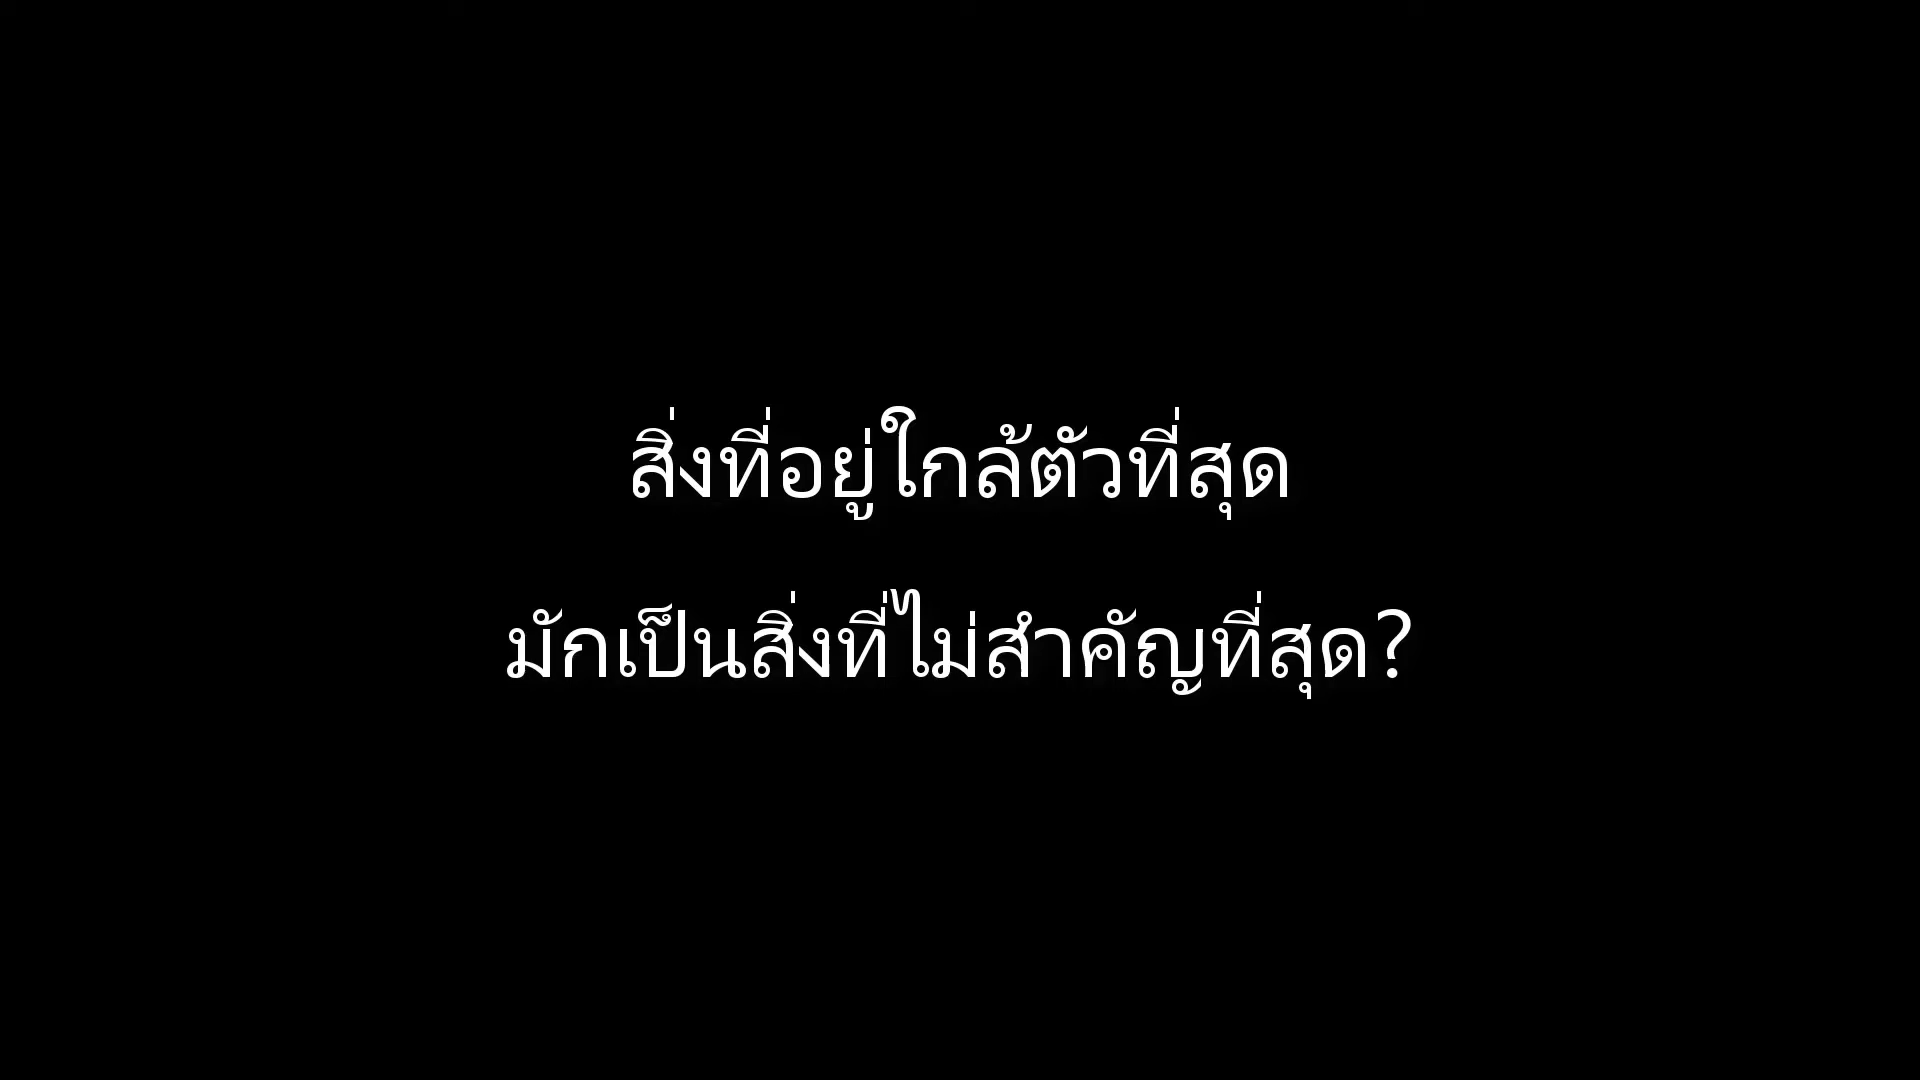 สิ่งที่อยู่ใกล้ตัวที่สุด
มักเป็นสิ่งที่ไม่สำคัญที่สุด?